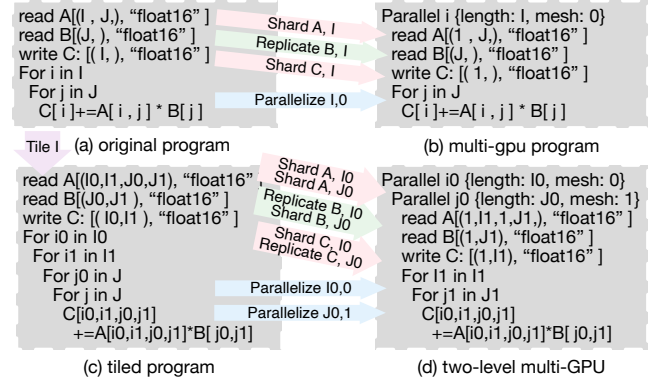 read A[(I , J,)], “float16” ]
read B[(J, ), “float16” ]
write C: [( I, ), “float16” ]
For i in I
For j in J
C[ i ]+=A[ i , j ] * B[ j ]
Shard A, I
Replicate B, I
Shard C, I
Parallelize I,0
Parallel i {length: I, mesh: 0}
read A[(1 , J,)], “float16” ]
read B[(J, ), “float16” ]
write C: [( 1, ), “float16” ]
For j in J
C[ i ]+=A[ i , j ] * B[ j ]
Tile I
(a) original program
(b) multi-gpu program
read A[(I0,I1,J0,J1), “float16”
read B[(J0,J1 ), “float16” ]
write C: [( I0,I1 ), “float16” ]
For i0 in I0
For i1 in I1
For j0 in J
For j in J
C[i0,i1,j0,j1]
+=A[i0,i1,j0,j1]*B[ j0,j1]
Shard A, I0
Shard A, J0
Replicate B, I0
Shard B, J0
Shard C, I0
Replicate C, J0
Parallelize I0,0
Parallelize J0,1
Parallel i0 {length: I0, mesh: 0}
Parallel j0 {length: J0, mesh: 1}
read A[(1,I1,1,J1,), “float16” ]
read B[(1,J1), “float16” ]
write C: [(1,I1), “float16” ]
For I1 in I1
For j1 in J1
C[i0,i1,j0,j1]
+=A[i0,i1,j0,j1]*B[ j0,j1]
(c) tiled program
(d) two-level multi-GPU